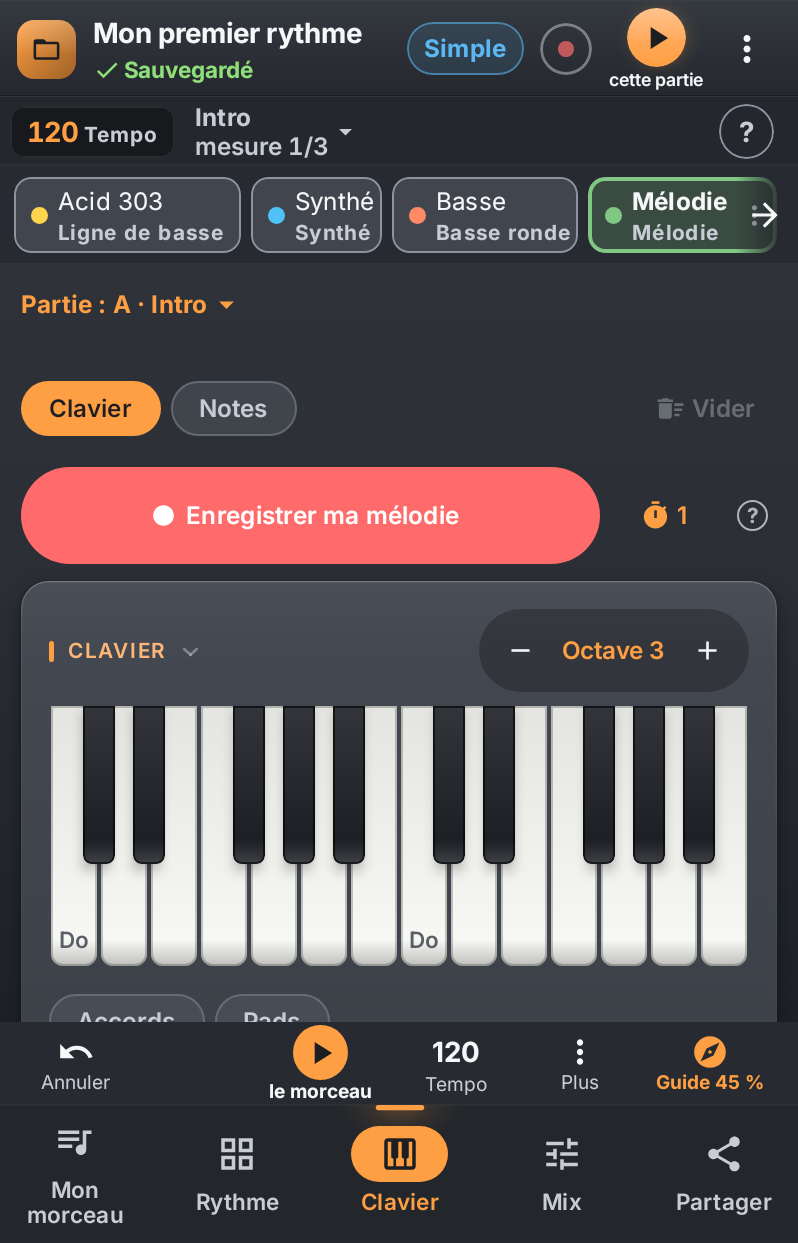 Mon premier rythme
Sauvegardé
Simple
cette partie
120 Tempo
Intro
mesure 1/3
?
Acid 303
Ligne de basse
Synthé
Synthé
Basse
Basse ronde
Mélodie
Mélodie
Partie : A · Intro
Clavier
Notes
Vider
Enregistrer ma mélodie
1
?
CLAVIER
Octave 3
Do
Do
Accords
Pads
Annuler
le morceau
120
Tempo
Plus
Guide 45 %
Mon
morceau
Rythme
Clavier
Mix
Partager